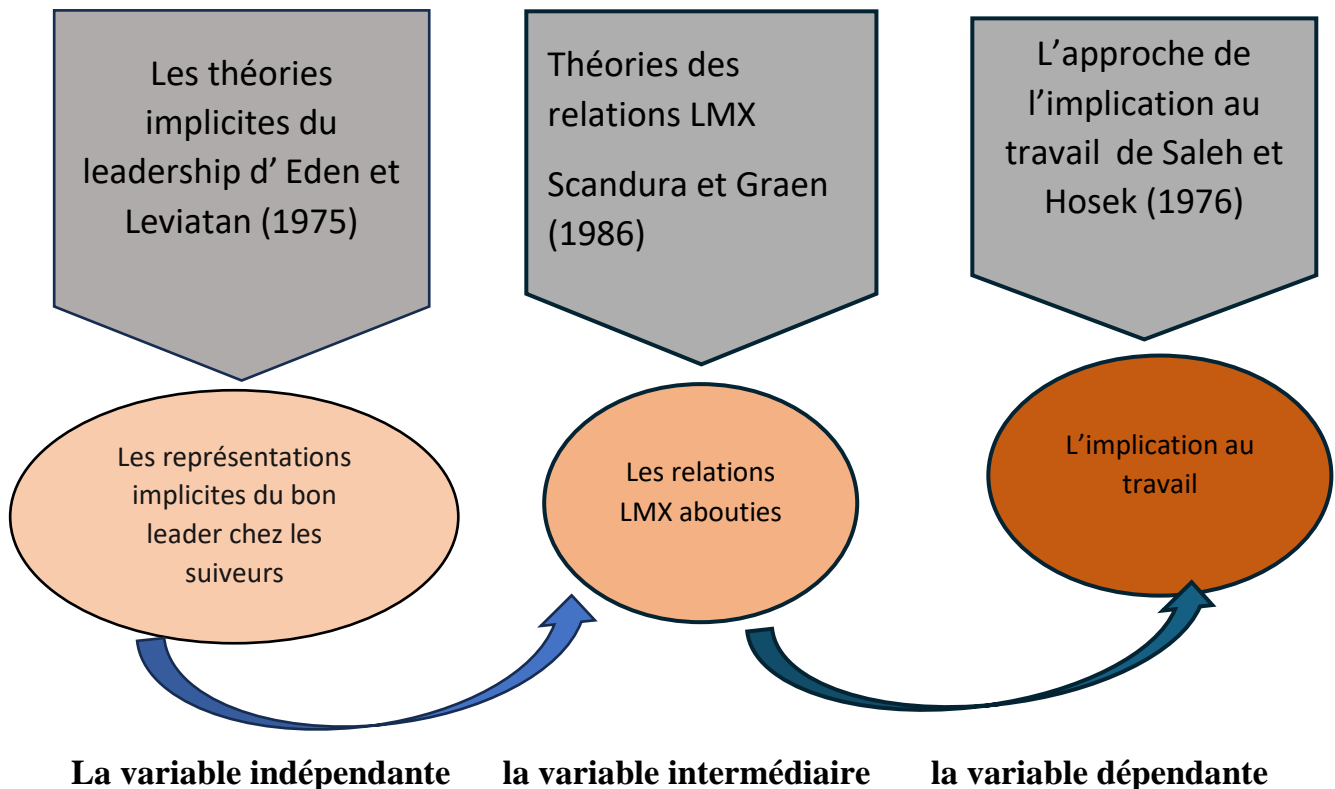 Les théories
implicites du
leadership d' Eden et
Leviatan (1975)
Théories des
relations LMX
Scandura et Graen
(1986)
L'approche de
l'implication au
travail de Saleh et
Hosek (1976)
Les représentations
implicites du bon
leader chez les
suiveurs
Les relations
LMX abouties
L'implication au
travail
La variable indépendante la variable intermédiaire la variable dépendante